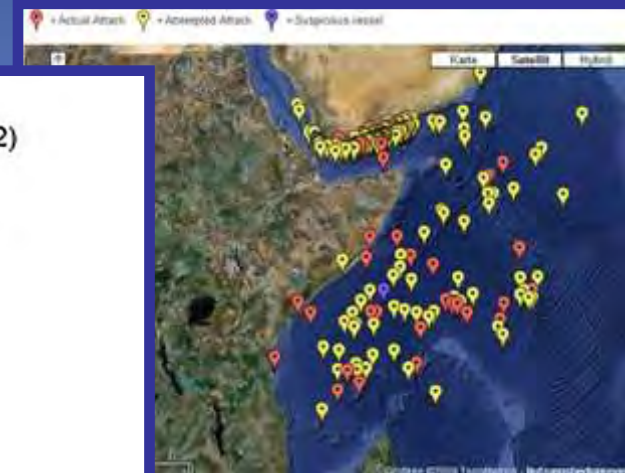 = Actual Attack = Attempted Attack = Suspicious vessel
Karte Satellit Hybrid
2)